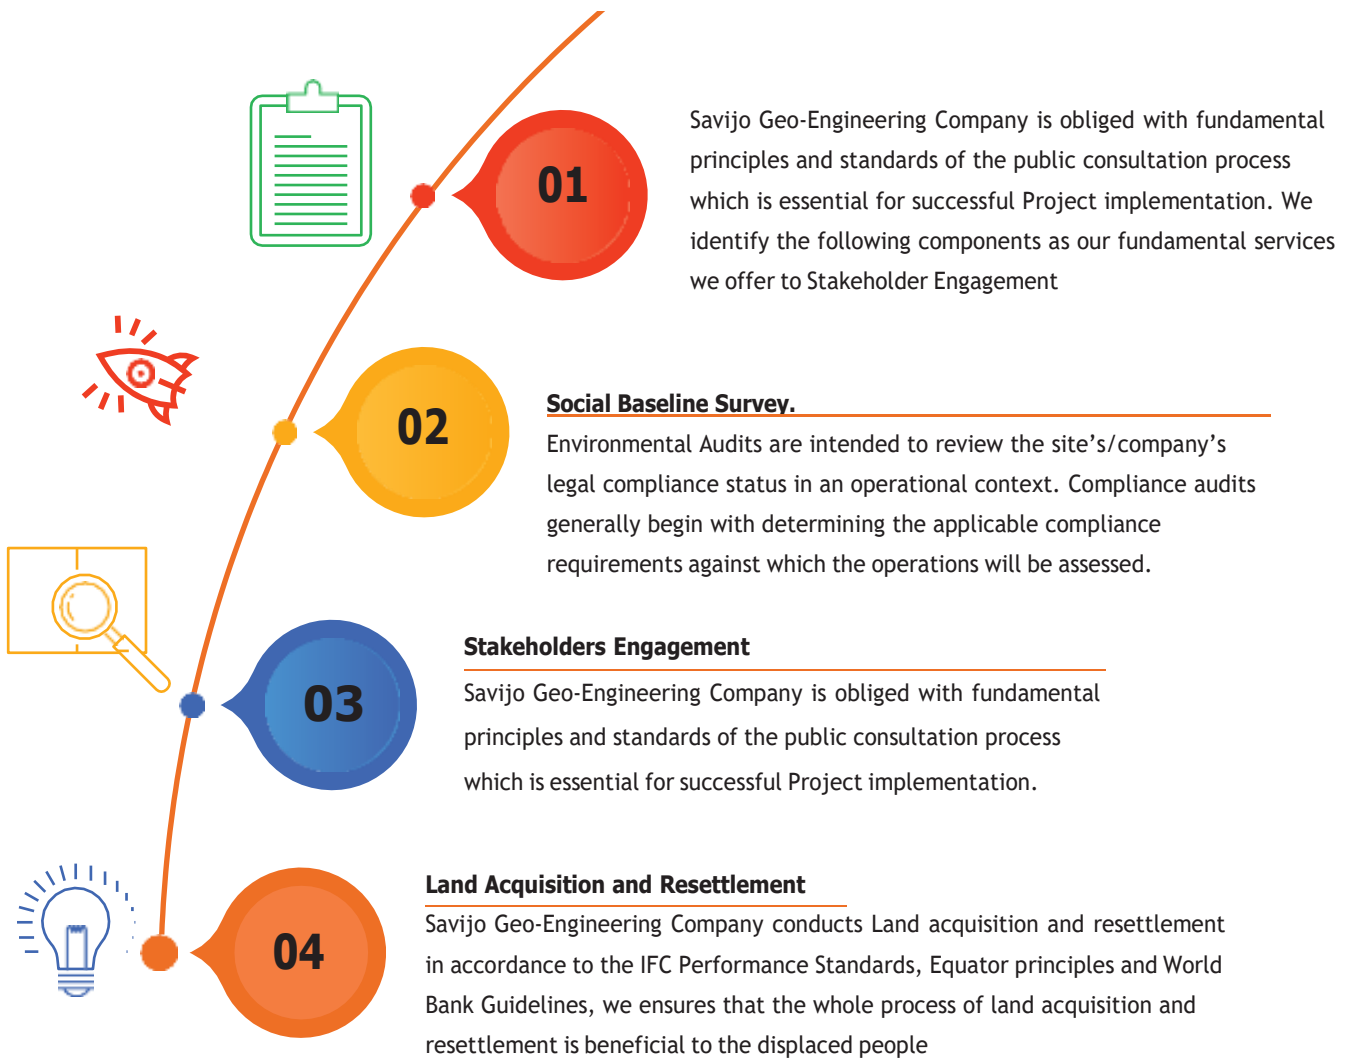 01
Savijo Geo-Engineering Company is obliged with fundamental
principles and standards of the public consultation process
which is essential for successful Project implementation. We
identify the following components as our fundamental services
we offer to Stakeholder Engagement
02
Social Baseline Survey.
Environmental Audits are intended to review the site’s/company’s
legal compliance status in an operational context. Compliance audits
generally begin with determining the applicable compliance
requirements against which the operations will be assessed.
03
Stakeholders Engagement
Savijo Geo-Engineering Company is obliged with fundamental
principles and standards of the public consultation process
which is essential for successful Project implementation.
04
Land Acquisition and Resettlement
Savijo Geo-Engineering Company conducts Land acquisition and resettlement
in accordance to the IFC Performance Standards, Equator principles and World
Bank Guidelines, we ensures that the whole process of land acquisition and
resettlement is beneficial to the displaced people